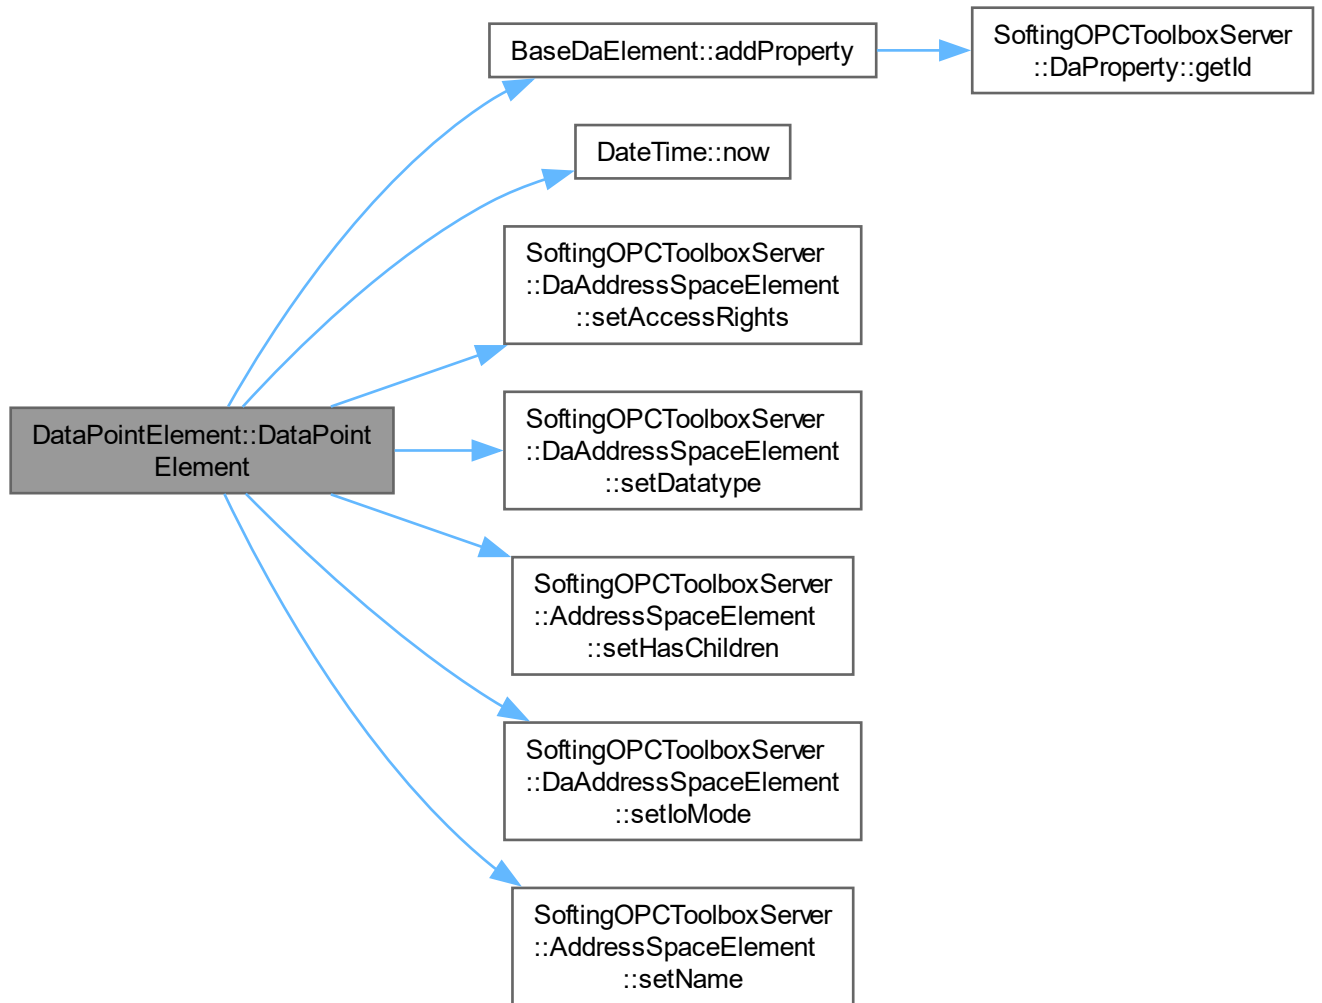 BaseDaElement::addProperty
SoftingOPCToolboxServer
::DaProperty::getId
DateTime::now
SoftingOPCToolboxServer
::DaAddressSpaceElement
::setAccessRights
DataPointElement::DataPoint
Element
SoftingOPCToolboxServer
::DaAddressSpaceElement
::setDatatype
SoftingOPCToolboxServer
::AddressSpaceElement
::setHasChildren
SoftingOPCToolboxServer
::DaAddressSpaceElement
::setIoMode
SoftingOPCToolboxServer
::AddressSpaceElement
::setName